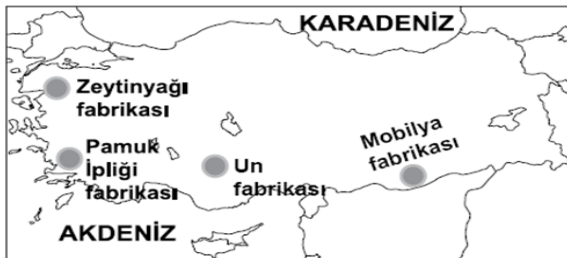 KARADENİZ
Zeytinyağı
fabrikası
Pamuk
İpliği
fabrikası
Un
fabrikası
Mobilya
fabrikası
AKDENİZ